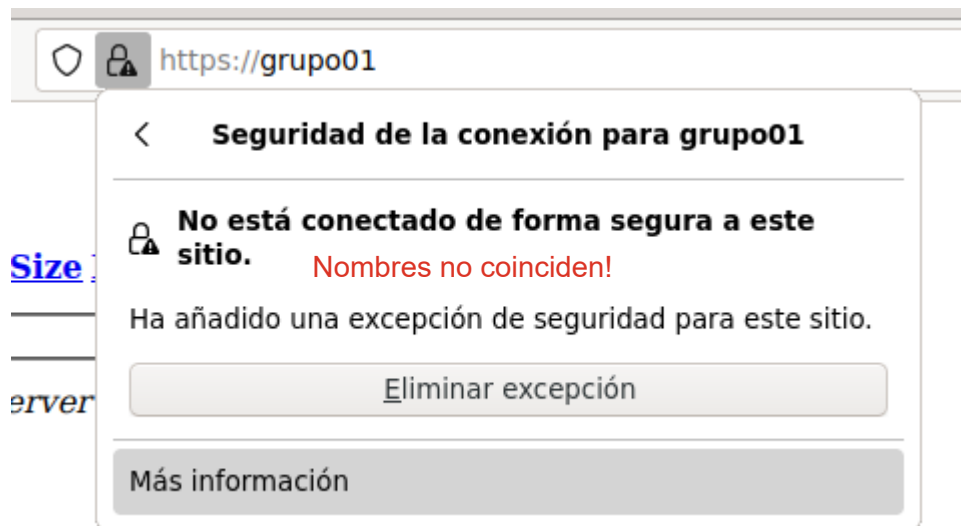 https://grupo01
Seguridad de la conexión para grupo01
No está conectado de forma segura a este
sitio.
Nombres no coinciden!
Size
Ha añadido una excepción de seguridad para este sitio.
Eliminar excepción
erver
Más información